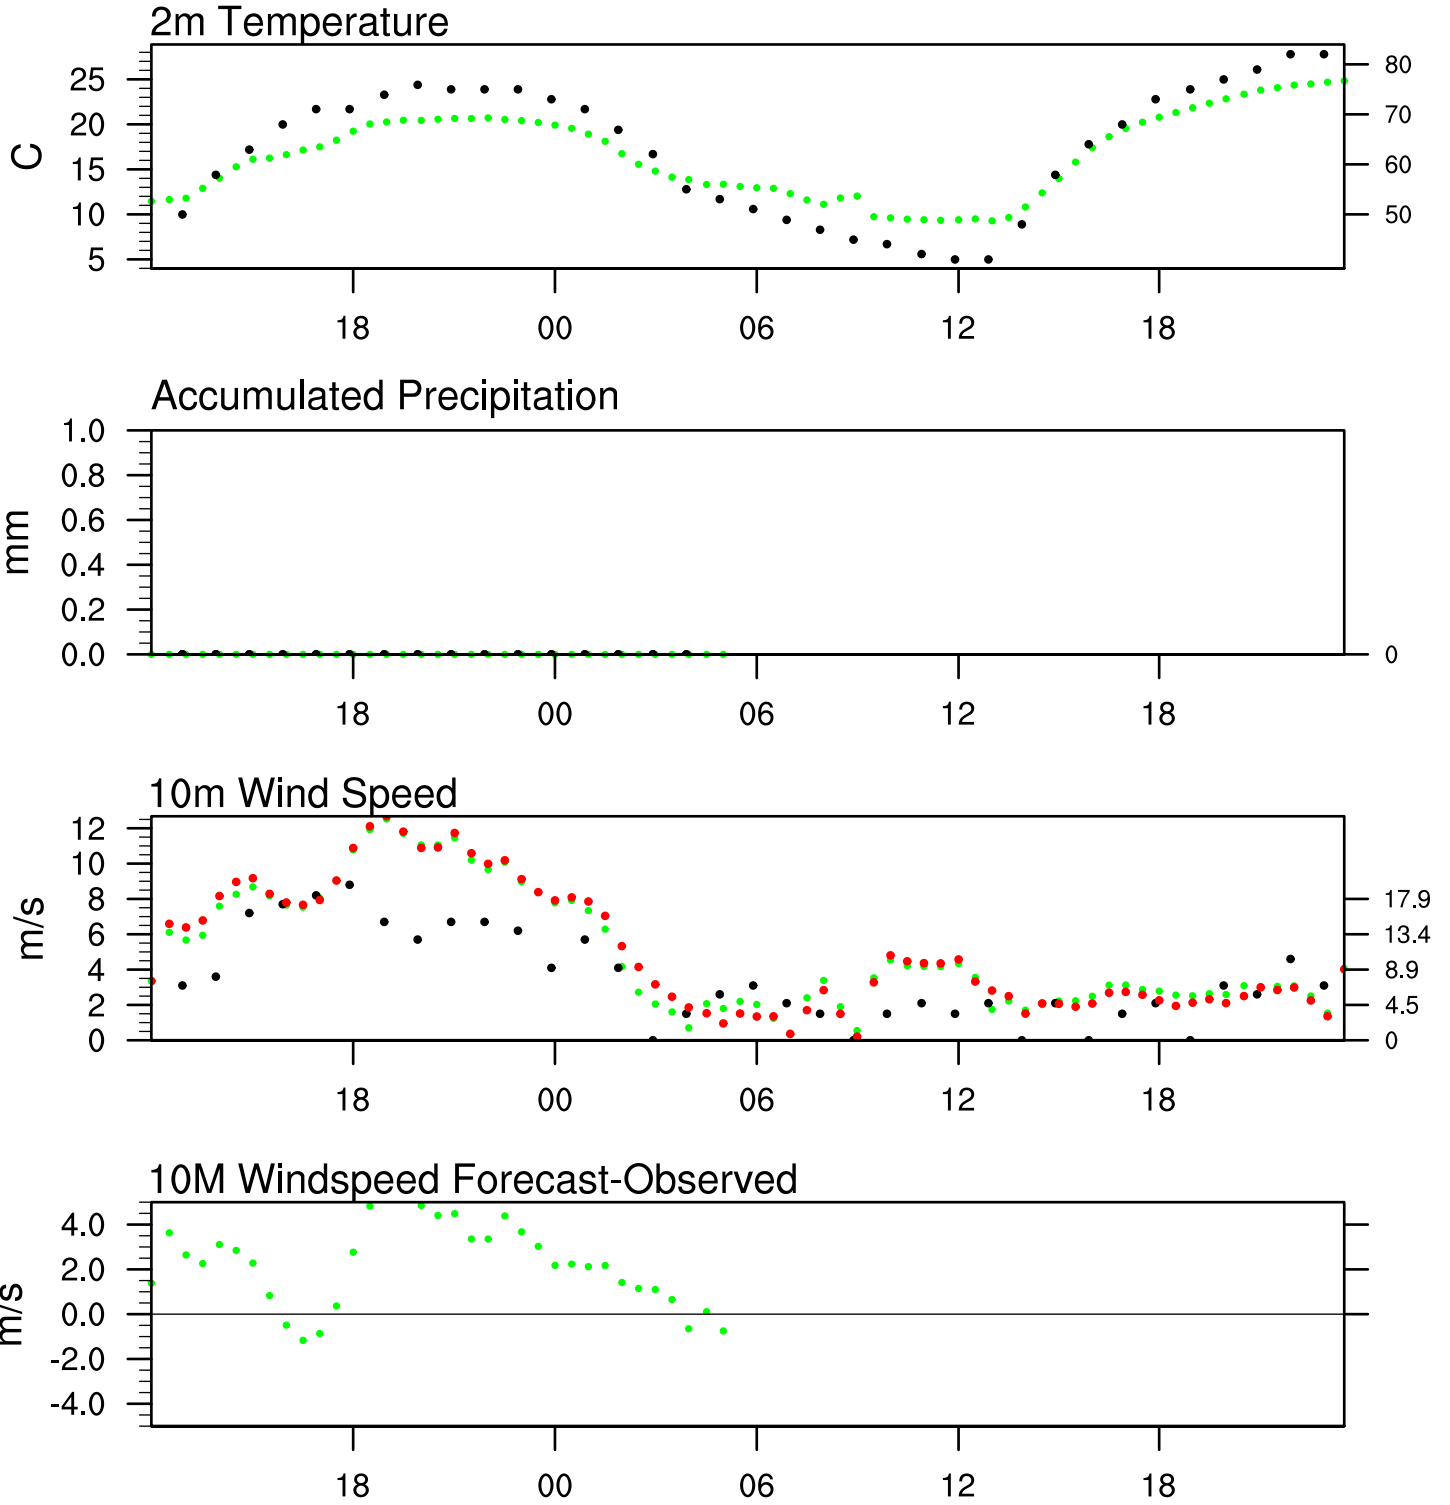 2m Temperature
25
20
15
10
5
C
80
70
60
50
18 00 06 12 18
Accumulated Precipitation
1.0
0.8
0.6
0.4
0.2
0.0
mm
0
18 00 06 12 18
10m Wind Speed
12
10
8
6
4
2
0
m/s
17.9
13.4
8.9
4.5
0
18 00 06 12 18
10M Windspeed Forecast-Observed
4.0
2.0
0.0
-2.0
-4.0
m/s
18 00 06 12 18